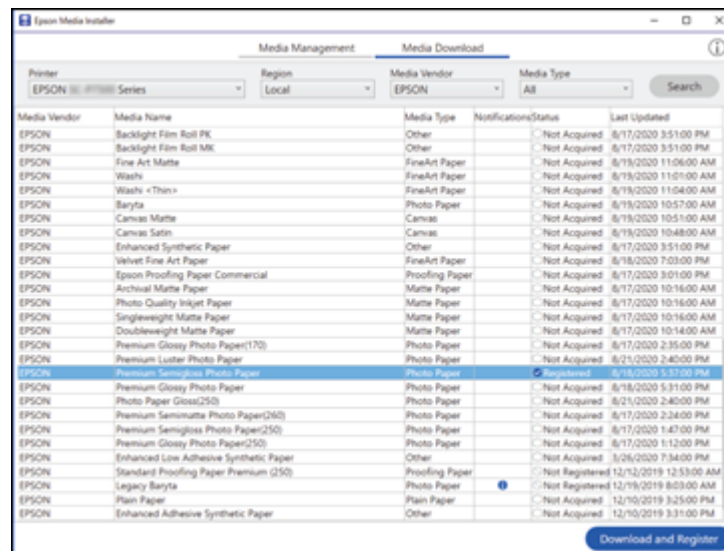 Epson Media Installer
Media Management Media Download
Printer Region Media Vendor Media Type
EPSON Series Local EPSON All Search
Media Vendor Media Name Media Type Notifications Status Last Updated
EPSON Backlight Film Roll PK Other Not Acquired 8/17/2020 3:51:00 PM
EPSON Backlight Film Roll MK Other Not Acquired 8/17/2020 3:51:00 PM
EPSON Fine Art Matte FineArt Paper Not Acquired 8/19/2020 11:06:00 AM
EPSON Washi FineArt Paper Not Acquired 8/19/2020 11:01:00 AM
EPSON Washi <Thin> FineArt Paper Not Acquired 8/19/2020 11:04:00 AM
EPSON Baryta Photo Paper Not Acquired 8/19/2020 10:57:00 AM
EPSON Canvas Matte Canvas Not Acquired 8/19/2020 10:51:00 AM
EPSON Canvas Satin Canvas Not Acquired 8/19/2020 10:48:00 AM
EPSON Enhanced Synthetic Paper Other Not Acquired 8/17/2020 3:51:00 PM
EPSON Velvet Fine Art Paper FineArt Paper Not Acquired 8/18/2020 7:03:00 PM
EPSON Epson Proofing Paper Commercial Proofing Paper Not Acquired 8/17/2020 3:01:00 PM
EPSON Archival Matte Paper Matte Paper Not Acquired 8/17/2020 10:16:00 AM
EPSON Photo Quality Inkjet Paper Matte Paper Not Acquired 8/17/2020 10:16:00 AM
EPSON Singleweight Matte Paper Matte Paper Not Acquired 8/17/2020 10:16:00 AM
EPSON Doubleweight Matte Paper Matte Paper Not Acquired 8/17/2020 10:14:00 AM
EPSON Premium Glossy Photo Paper(170) Photo Paper Not Acquired 8/17/2020 2:35:00 PM
EPSON Premium Luster Photo Paper Photo Paper Not Acquired 8/21/2020 2:40:00 PM
EPSON Premium Semigloss Photo Paper Photo Paper Registered 8/18/2020 5:37:00 PM
EPSON Premium Glossy Photo Paper Photo Paper Not Acquired 8/18/2020 5:31:00 PM
EPSON Photo Paper Gloss(250) Photo Paper Not Acquired 8/21/2020 2:40:00 PM
EPSON Premium Semimatte Photo Paper(260) Photo Paper Not Acquired 8/17/2020 2:24:00 PM
EPSON Premium Semigloss Photo Paper(250) Photo Paper Not Acquired 8/17/2020 1:47:00 PM
EPSON Premium Glossy Photo Paper(250) Photo Paper Not Acquired 8/17/2020 1:12:00 PM
EPSON Enhanced Low Adhesive Synthetic Paper Other Not Acquired 3/26/2020 7:34:00 PM
EPSON Standard Proofing Paper Premium (250) Proofing Paper Not Registered 12/12/2019 12:53:00 AM
EPSON Legacy Baryta Photo Paper Not Registered 12/19/2019 8:03:00 AM
EPSON Plain Paper Plain Paper Not Acquired 12/10/2019 3:25:00 PM
EPSON Enhanced Adhesive Synthetic Paper Other Not Acquired 12/10/2019 3:31:00 PM
Download and Register